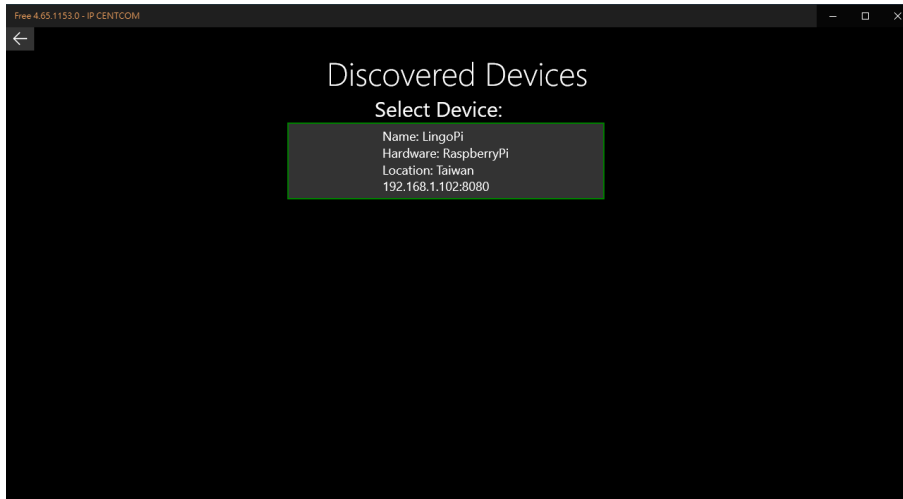 Free 4.65.1153.0 - IP CENTCOM
Discovered Devices
Select Device:
Name: LingoPi
Hardware: RaspberryPi
Location: Taiwan
192.168.1.102:8080